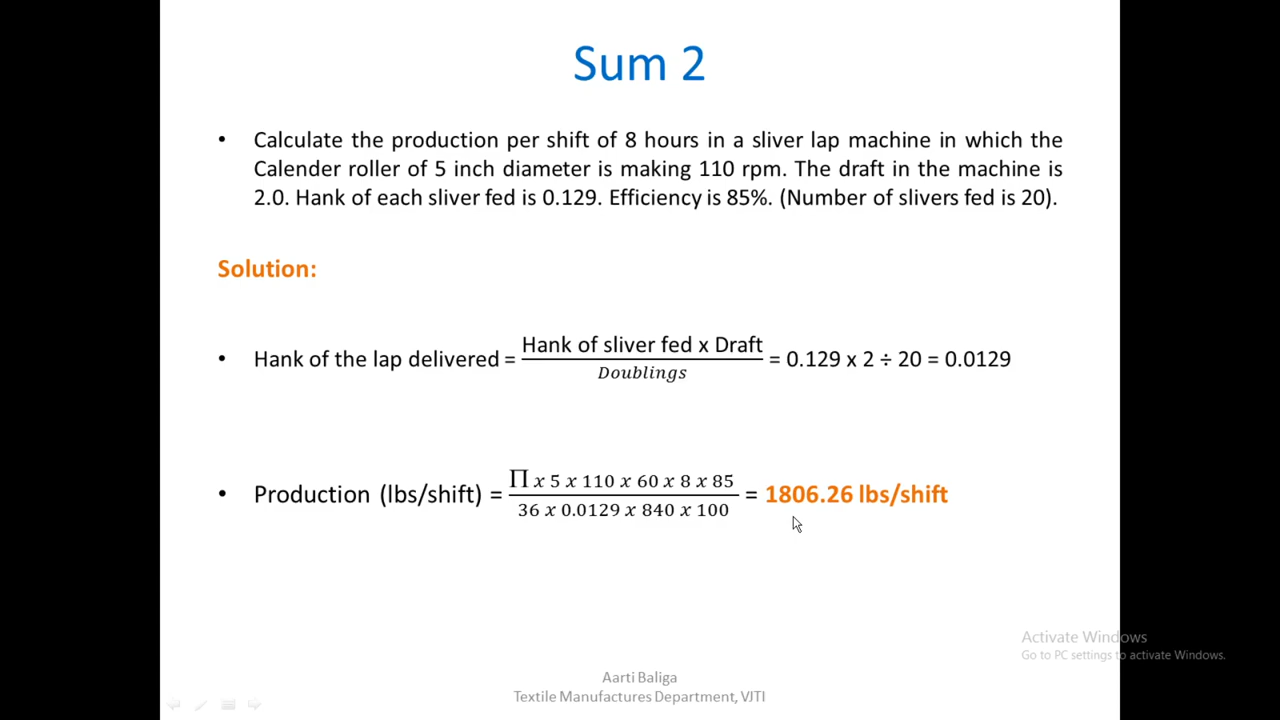 Sum 2
• Calculate the production per shift of 8 hours in a sliver lap machine in which the
Calender roller of 5 inch diameter is making 110 rpm. The draft in the machine is
2.0. Hank of each sliver fed is 0.129. Efficiency is 85%. (Number of slivers fed is 20).
Solution:
• Hank of the lap delivered = Hank of sliver fed x Draft / Doublings = 0.129 x 2 ÷ 20 = 0.0129
• Production (lbs/shift) = ∏ x 5 x 110 x 60 x 8 x 85 / 36 x 0.0129 x 840 x 100 = 1806.26 lbs/shift
Activate Windows
Go to PC settings to activate Windows.
Aarti Baliga
Textile Manufactures Department, VJTI